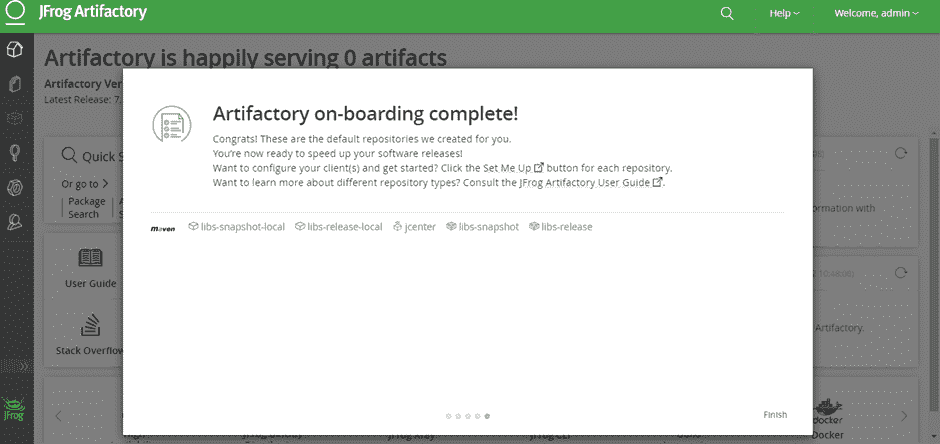 JFrog Artifactory
Help
Welcome, admin
Artifactory is happily serving 0 artifacts
Artifactory Ver
Latest Release: 7.
Artifactory on-boarding complete!
Congrats! These are the default repositories we created for you.
You're now ready to speed up your software releases!
Want to configure your client(s) and get started? Click the Set Me Up button for each repository.
Want to learn more about different repository types? Consult the JFrog Artifactory User Guide.
Quick S
Or go to
Package
Search
A
S
ormation with
maven libs-snapshot-local libs-release-local jcenter libs-snapshot libs-release
User Guide
Stack Overflow
Artifactory.
JFrog
Finish
docker
Docker